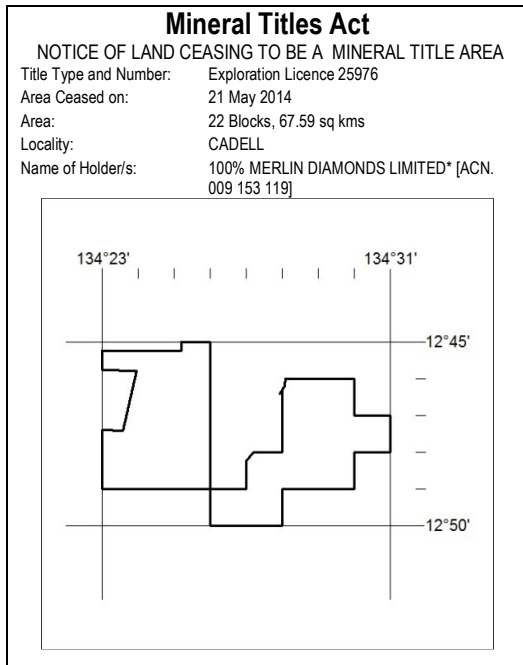 Mineral Titles Act
NOTICE OF LAND CEASING TO BE A MINERAL TITLE AREA
Title Type and Number: Exploration Licence 25976
Area Ceased on: 21 May 2014
Area: 22 Blocks, 67.59 sq kms
Locality: CADELL
Name of Holder/s: 100% MERLIN DIAMONDS LIMITED* [ACN.
009 153 119]
134°23' 134°31'
12°45'
12°50'